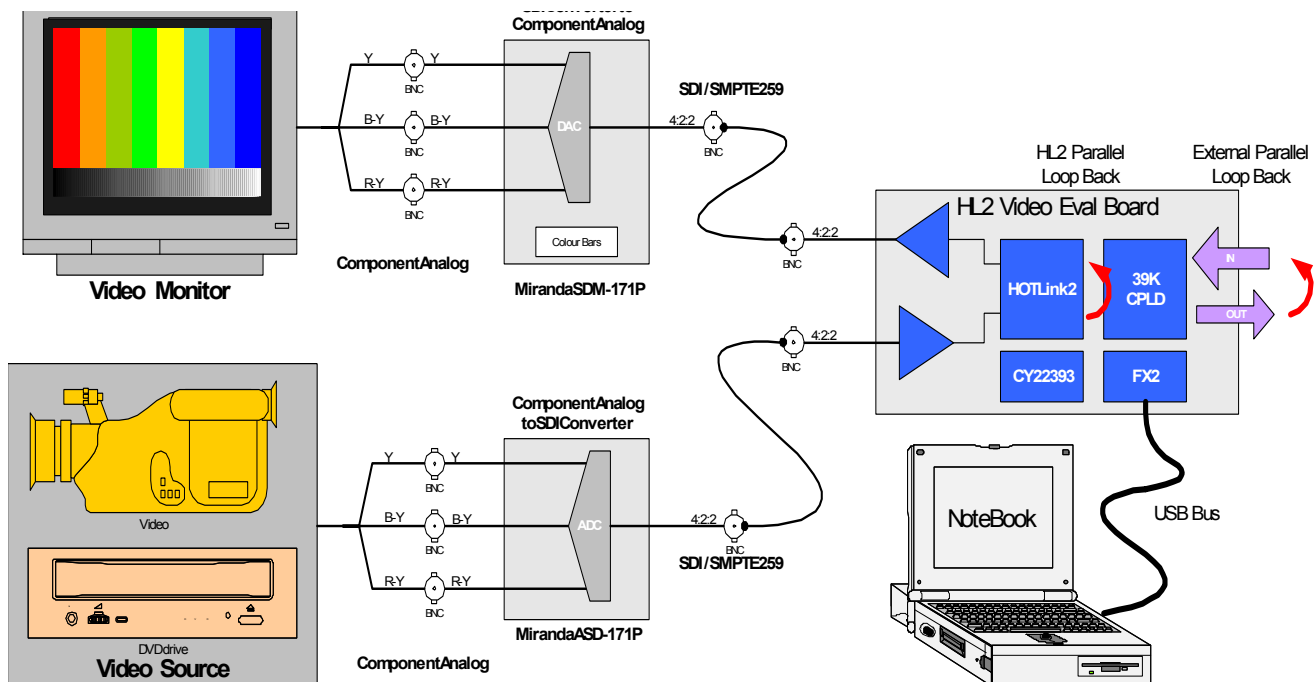 ComponentAnalog
Y
Y
BNC
B-Y
B-Y
BNC
R-Y
R-Y
BNC
DAC
Colour Bars
MirandaSDM-171P
ComponentAnalog
Video Monitor
SDI/SMPTE259
4:2:2
BNC
4:2:2
BNC
HL2 Parallel
Loop Back
External Parallel
Loop Back
HL2 Video Eval Board
HOTLink2
39K
CPLD
IN
OUT
CY22393
FX2
4:2:2
BNC
ComponentAnalog
toSDIConverter
Y
Y
BNC
B-Y
B-Y
BNC
R-Y
R-Y
BNC
ADC
4:2:2
BNC
SDI/SMPTE259
MirandaASD-171P
ComponentAnalog
Video
DVDdrive
Video Source
NoteBook
USB Bus